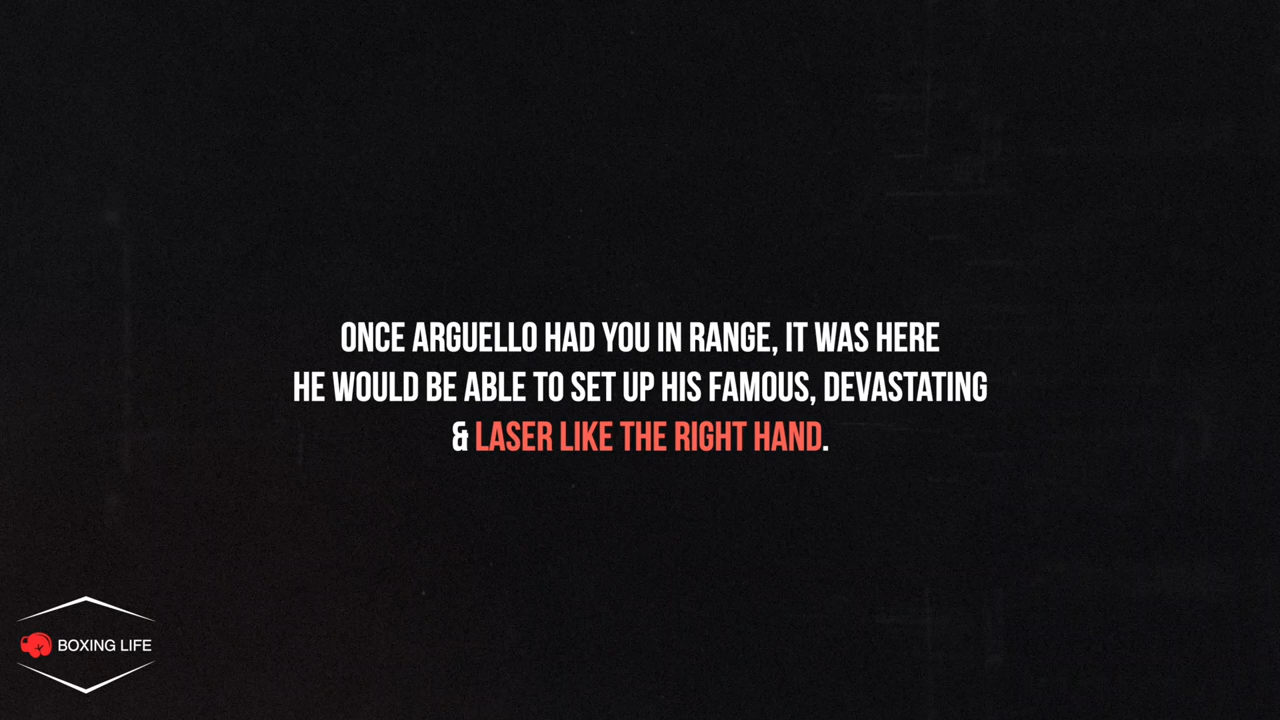 ONCE ARGUELLO HAD YOU IN RANGE, IT WAS HERE
HE WOULD BE ABLE TO SET UP HIS FAMOUS, DEVASTATING
& LASER LIKE THE RIGHT HAND.
BOXING LIFE